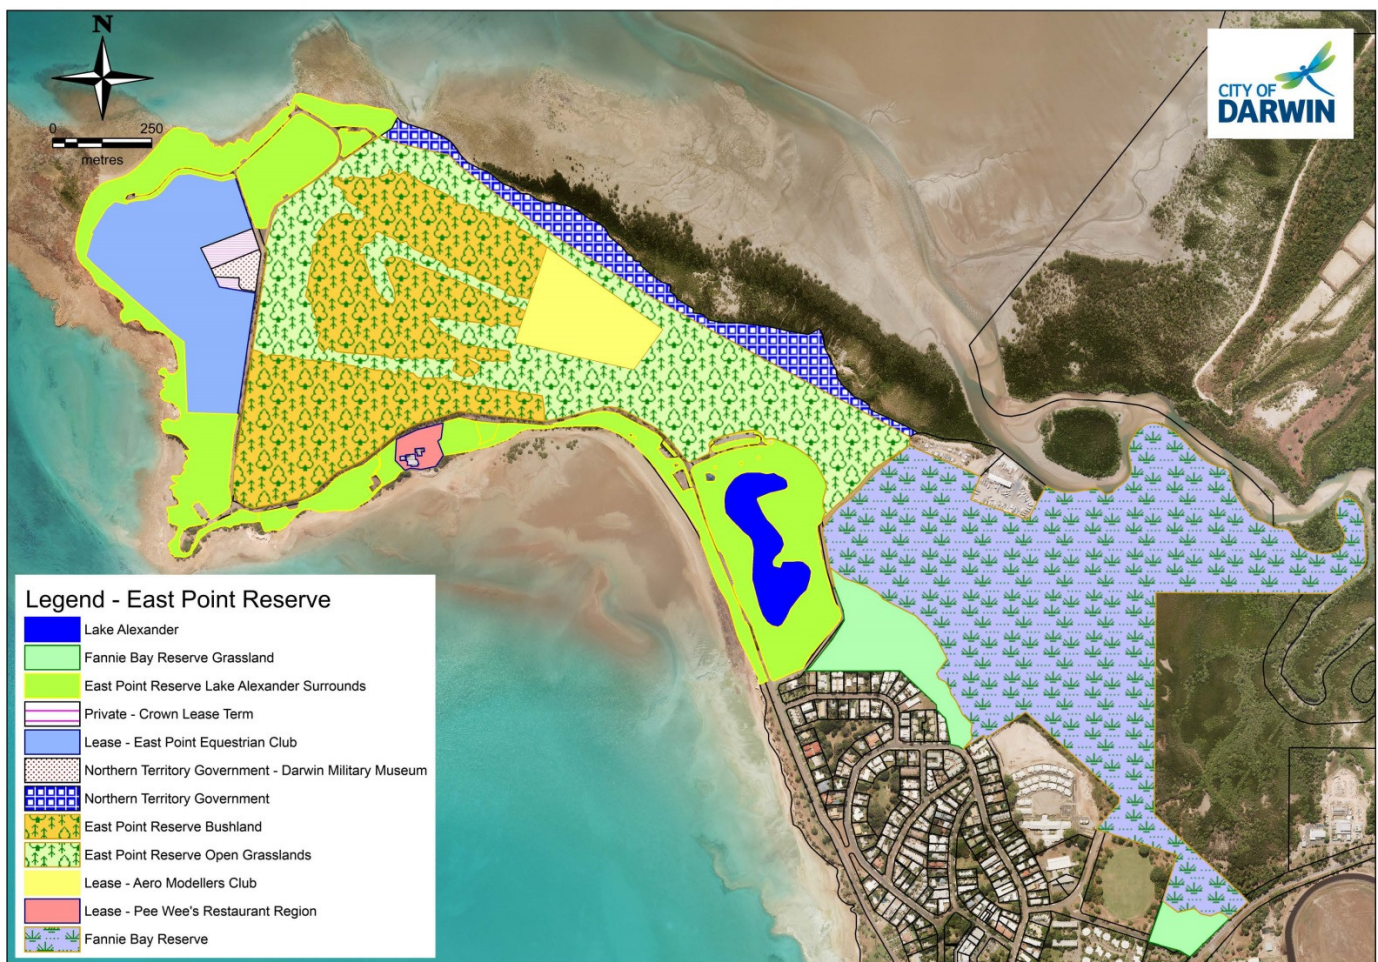 N
0 250
metres
CITY OF
DARWIN
Legend - East Point Reserve
Lake Alexander
Fannie Bay Reserve Grassland
East Point Reserve Lake Alexander Surrounds
Private - Crown Lease Term
Lease - East Point Equestrian Club
Northern Territory Government - Darwin Military Museum
Northern Territory Government
East Point Reserve Bushland
East Point Reserve Open Grasslands
Lease - Aero Modellers Club
Lease - Pee Wee's Restaurant Region
Fannie Bay Reserve